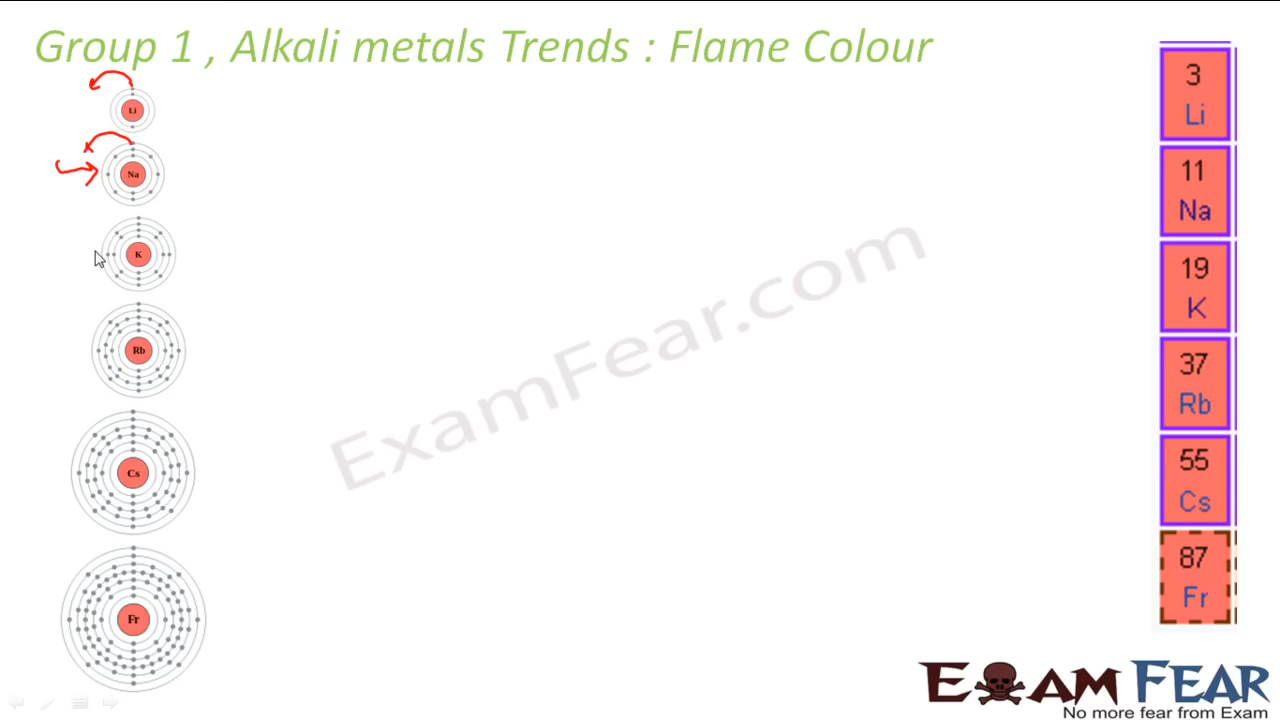 Group 1 , Alkali metals Trends : Flame Colour
Li
Na
K
Rb
Cs
Fr
3
Li
11
Na
19
K
37
Rb
55
Cs
87
Fr
ExamFear.com
EXAM FEAR
No more fear from Exam